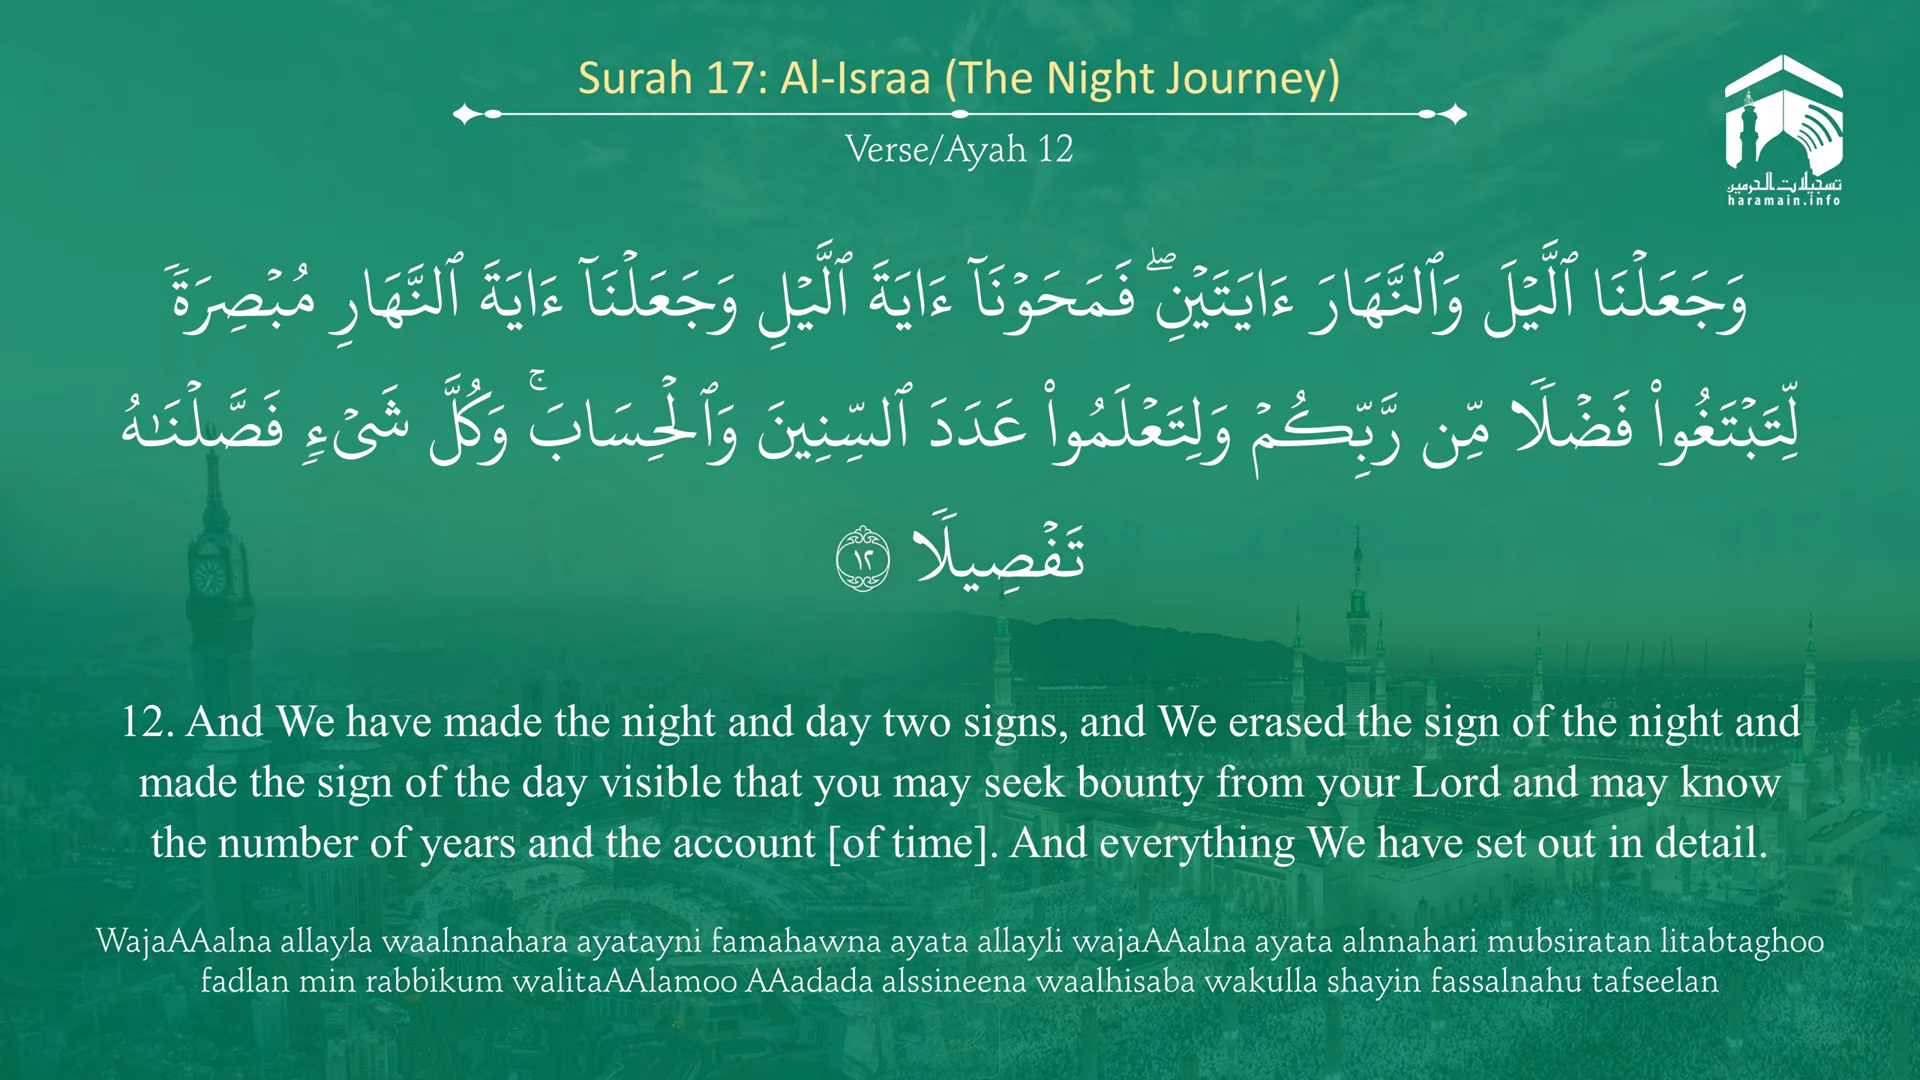 Surah 17: Al-Israa (The Night Journey)
Verse/Ayah 12
تسجيلات الحرمين
haramain.info
وَجَعَلْنَا ٱلَّيْلَ وَٱلنَّهَارَ ءَايَتَيْنِ ۖ فَمَحَوْنَآ ءَايَةَ ٱلَّيْلِ وَجَعَلْنَآ ءَايَةَ ٱلنَّهَارِ مُبْصِرَةً
لِّتَبْتَغُوا۟ فَضْلًا مِّن رَّبِّكُمْ وَلِتَعْلَمُوا۟ عَدَدَ ٱلسِّنِينَ وَٱلْحِسَابَ ۚ وَكُلَّ شَىْءٍ فَصَّلْنَـٰهُ
تَفْصِيلًا ١٢
12. And We have made the night and day two signs, and We erased the sign of the night and
made the sign of the day visible that you may seek bounty from your Lord and may know
the number of years and the account [of time]. And everything We have set out in detail.
WajaAAalna allayla waalnnahara ayatayni famahawna ayata allayli wajaAAalna ayata alnnahari mubsiratan litabtaghoo
fadlan min rabbikum walitaAAlamoo AAadada alssineena waalhisaba wakulla shayin fassalnahu tafseelan